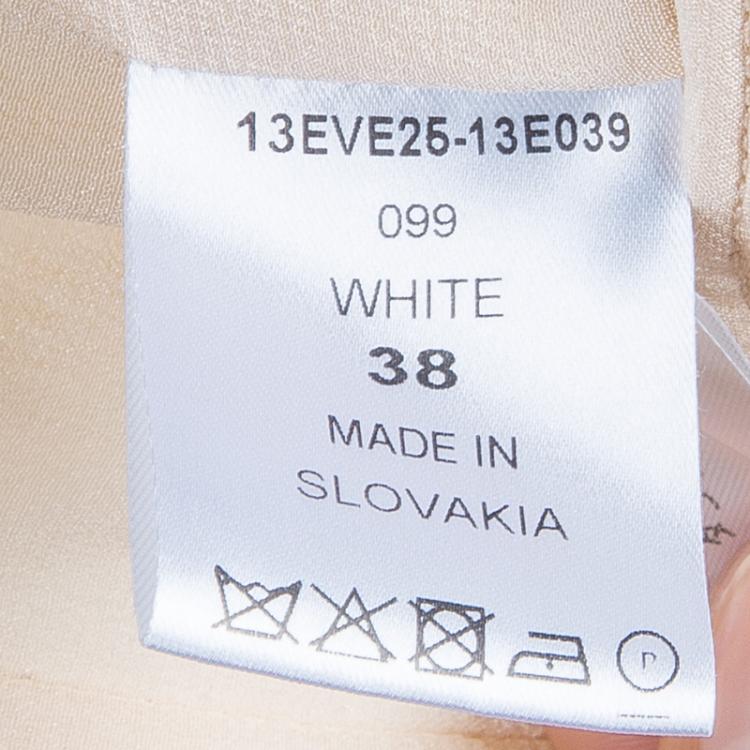 13EVE25-13E039
099
WHITE
38
MADE IN
SLOVAKIA
P